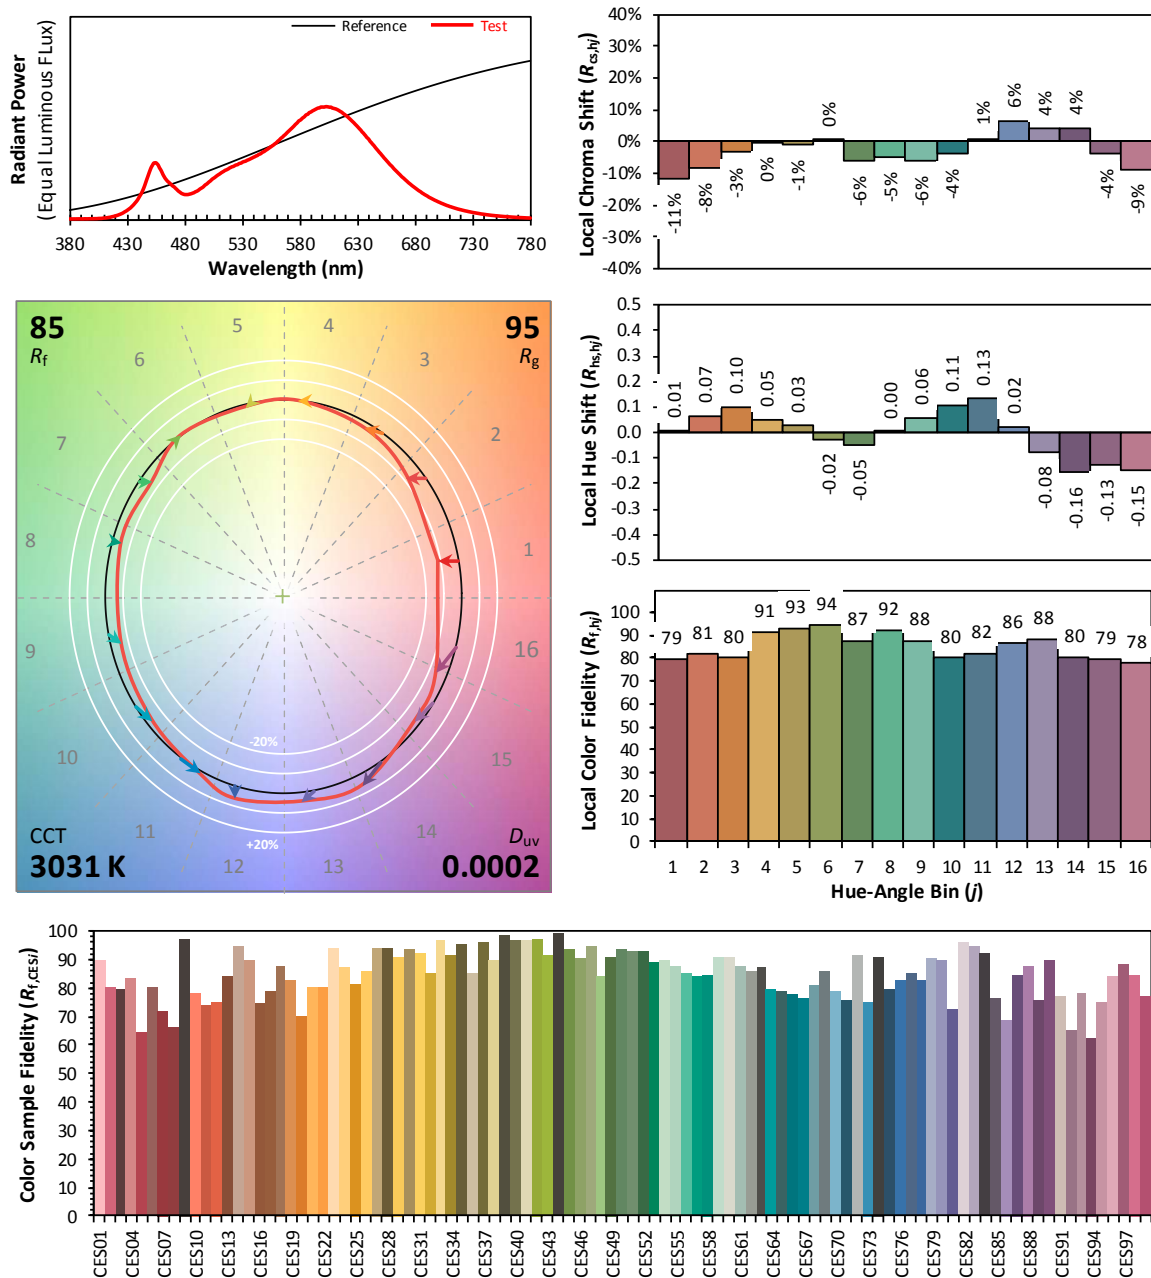 Radiant Power
(Equal Luminous FLux)
Reference
Test
380 430 480 530 580 630 680 730 780
Wavelength (nm)
Local Chroma Shift (Rcs,hj)
40%
30%
20%
10%
0%
-10%
-20%
-30%
-40%
-11% -8% -3% 0% -1% 0% -6% -5% -6% -4% 1% 6% 4% 4% -4% -9%
85
Rf
95
Rg
1 2 3 4 5 6 7 8 9 10 11 12 13 14 15 16
-20%
+20%
CCT
3031 K
Duv
0.0002
Local Hue Shift (Rhs,hj)
0.5
0.4
0.3
0.2
0.1
0.0
-0.1
-0.2
-0.3
-0.4
-0.5
0.01 0.07 0.10 0.05 0.03 -0.02 -0.05 0.00 0.06 0.11 0.13 0.02 -0.08 -0.16 -0.13 -0.15
Local Color Fidelity (Rf,hj)
100
90
80
70
60
50
40
30
20
10
0
79 81 80 91 93 94 87 92 88 80 82 86 88 80 79 78
1 2 3 4 5 6 7 8 9 10 11 12 13 14 15 16
Hue-Angle Bin (j)
Color Sample Fidelity (Rf,CESi)
100
90
80
70
60
50
40
30
20
10
0
CES01 CES04 CES07 CES10 CES13 CES16 CES19 CES22 CES25 CES28 CES31 CES34 CES37 CES40 CES43 CES46 CES49 CES52 CES55 CES58 CES61 CES64 CES67 CES70 CES73 CES76 CES79 CES82 CES85 CES88 CES91 CES94 CES97